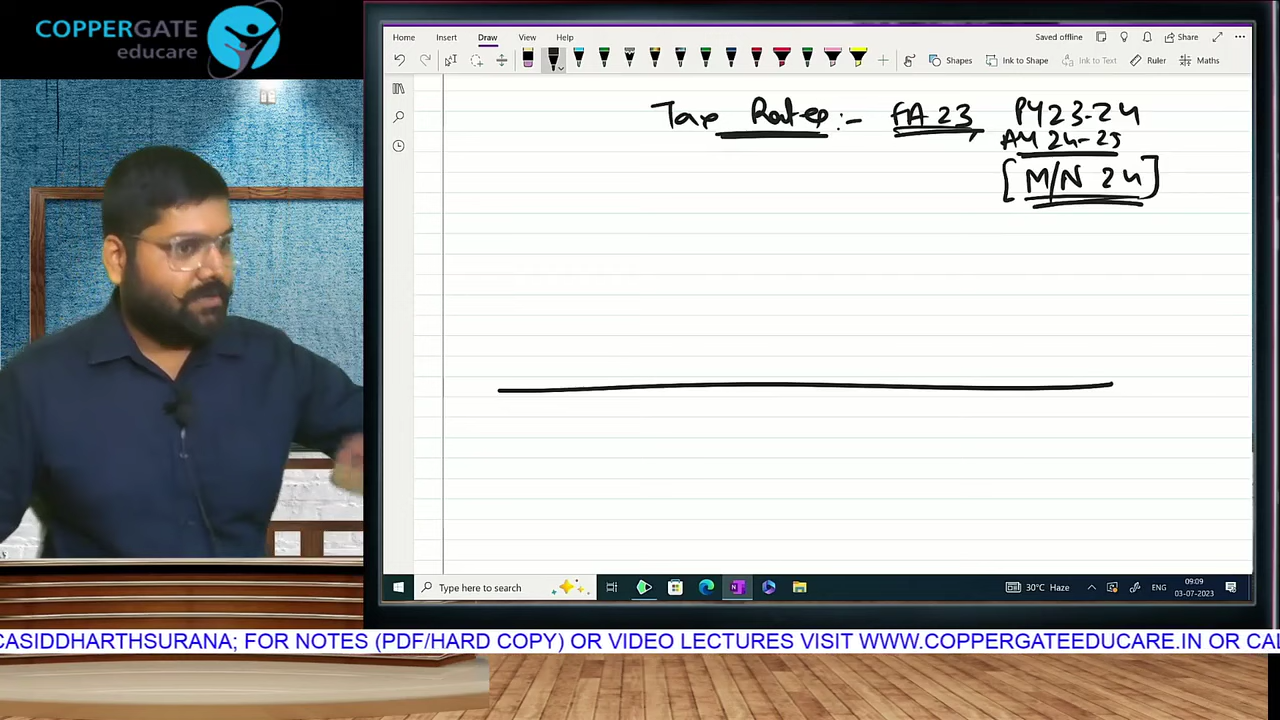 COPPERGATE
educare
Home Insert Draw View Help
Saved offline
Share
Shapes
Ink to Shape
Ink to Text
Ruler
Maths
Tax Rates :- FA 23 PY 23-24
AY 24-25
[M/N 24]
Type here to search
30°C Haze
ENG
09:09
03-07-2023
CASIDDHARTHSURANA; FOR NOTES (PDF/HARD COPY) OR VIDEO LECTURES VISIT WWW.COPPERGATEEDUCARE.IN OR CAL